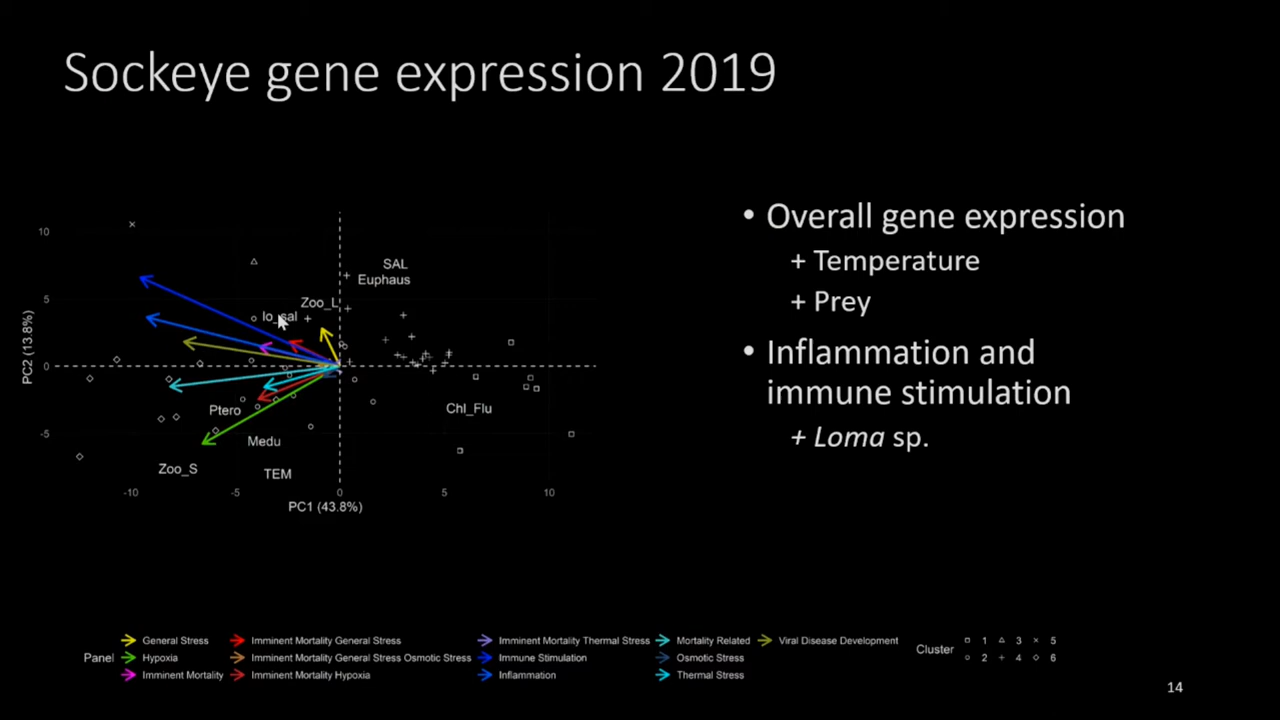 Sockeye gene expression 2019
• Overall gene expression
+ Temperature
+ Prey
• Inflammation and
immune stimulation
+ Loma sp.
PC2 (13.8%)
10
5
0
-5
SAL
Euphaus
Zoo_L
lo_sal
Ptero
Chl_Flu
Medu
Zoo_S
TEM
-10 -5 0 5 10
PC1 (43.8%)
Panel
General Stress
Hypoxia
Imminent Mortality
Imminent Mortality General Stress
Imminent Mortality General Stress Osmotic Stress
Imminent Mortality Hypoxia
Imminent Mortality Thermal Stress
Immune Stimulation
Inflammation
Mortality Related
Osmotic Stress
Thermal Stress
Viral Disease Development
Cluster
1 3 5
2 4 6
14